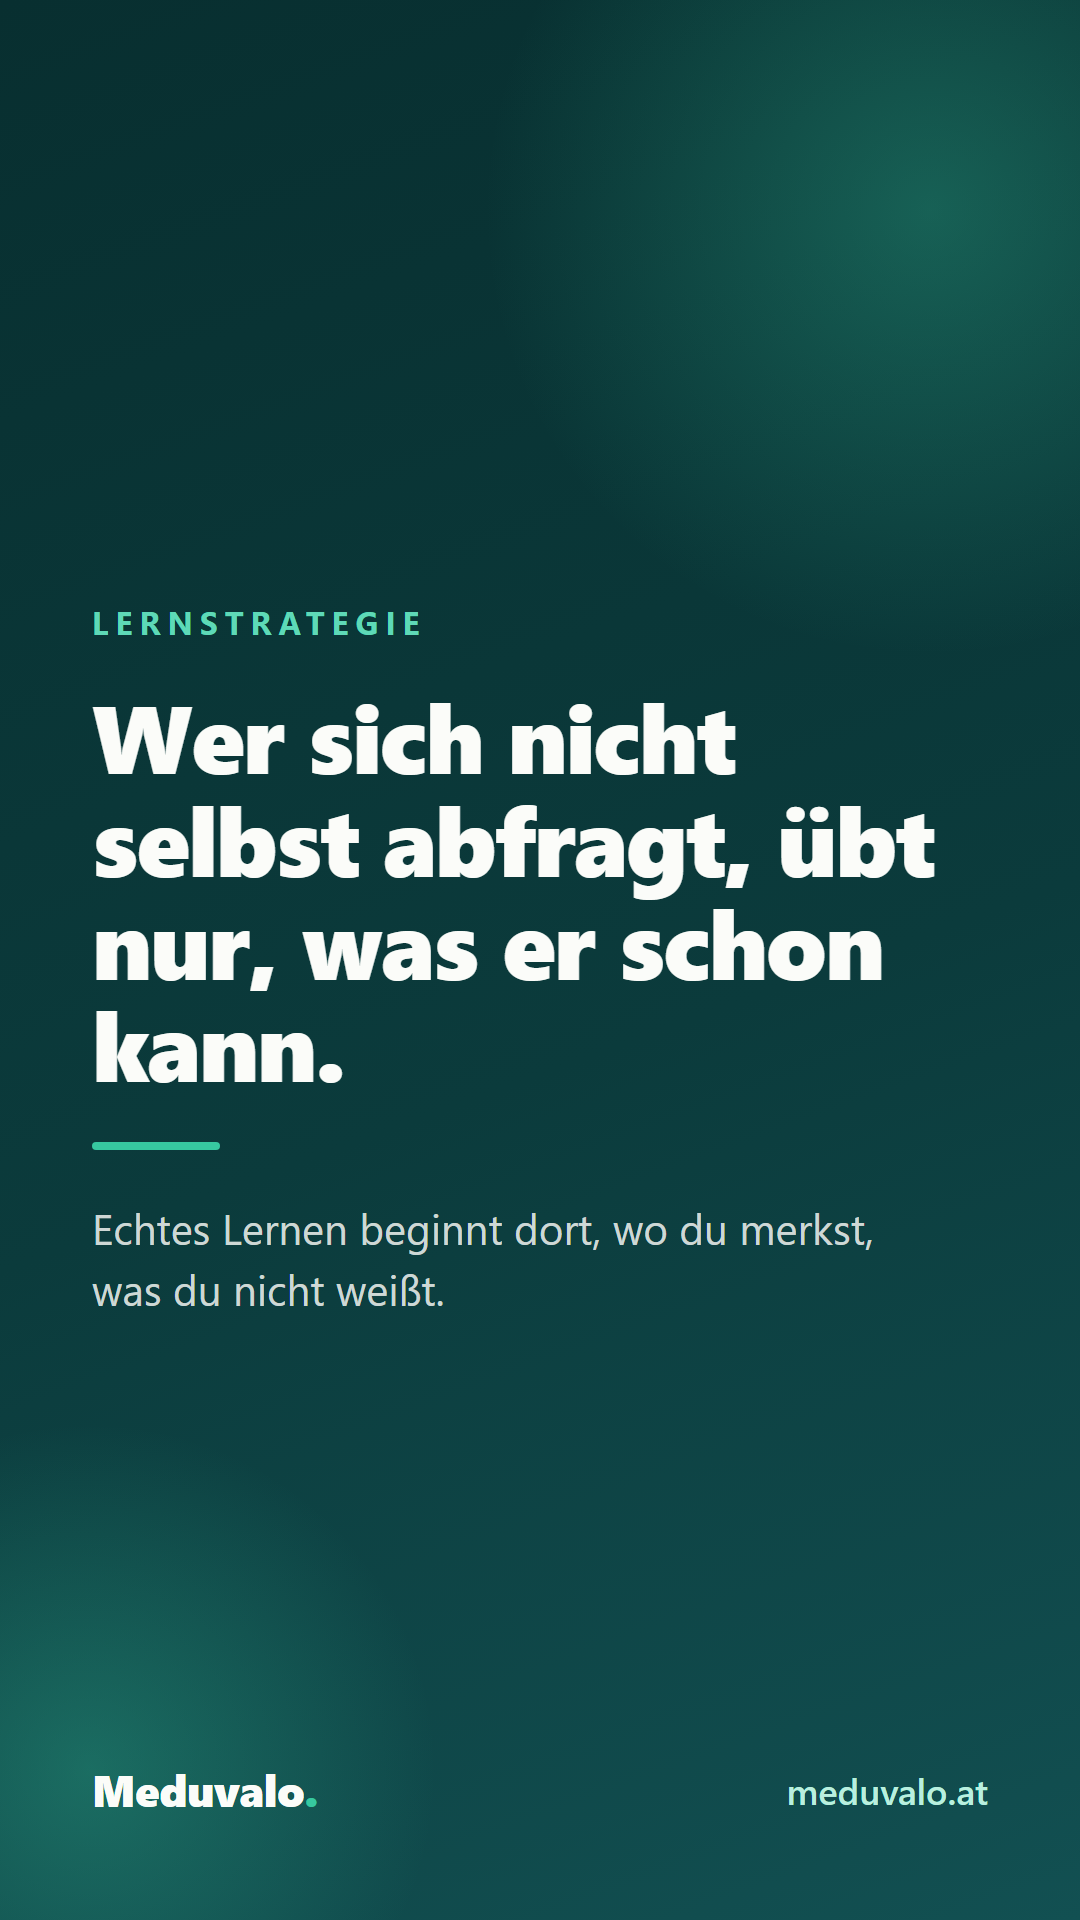 LERNSTRATEGIE
Wer sich nicht
selbst abfragt, übt
nur, was er schon
kann.
Echtes Lernen beginnt dort, wo du merkst,
was du nicht weißt.
Meduvalo.
meduvalo.at